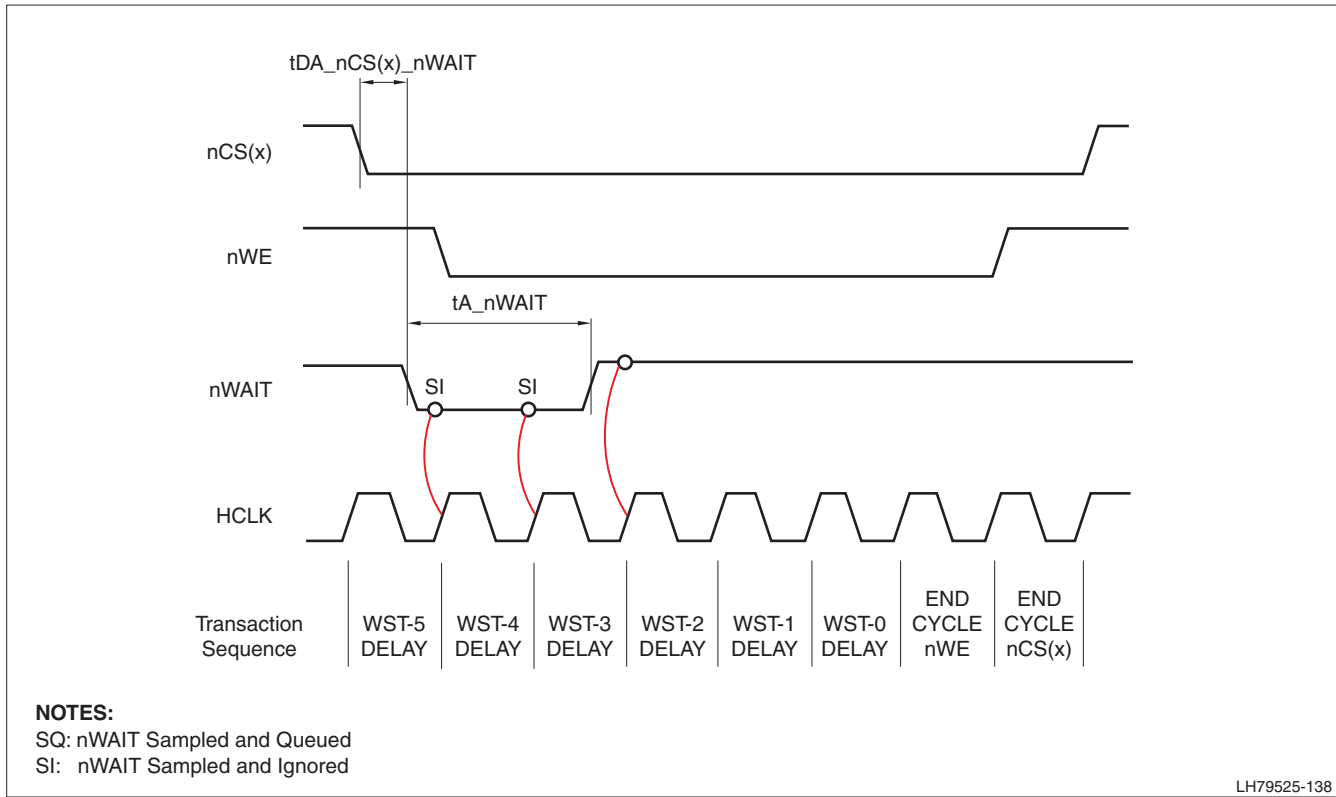 tDA_nCS(x)_nWAIT
nCS(x)
nWE
tA_nWAIT
nWAIT
SI
SI
HCLK
Transaction
Sequence
WST-5
DELAY
WST-4
DELAY
WST-3
DELAY
WST-2
DELAY
WST-1
DELAY
WST-0
DELAY
END
CYCLE
nWE
END
CYCLE
nCS(x)
NOTES:
SQ: nWAIT Sampled and Queued
SI: nWAIT Sampled and Ignored
LH79525-138